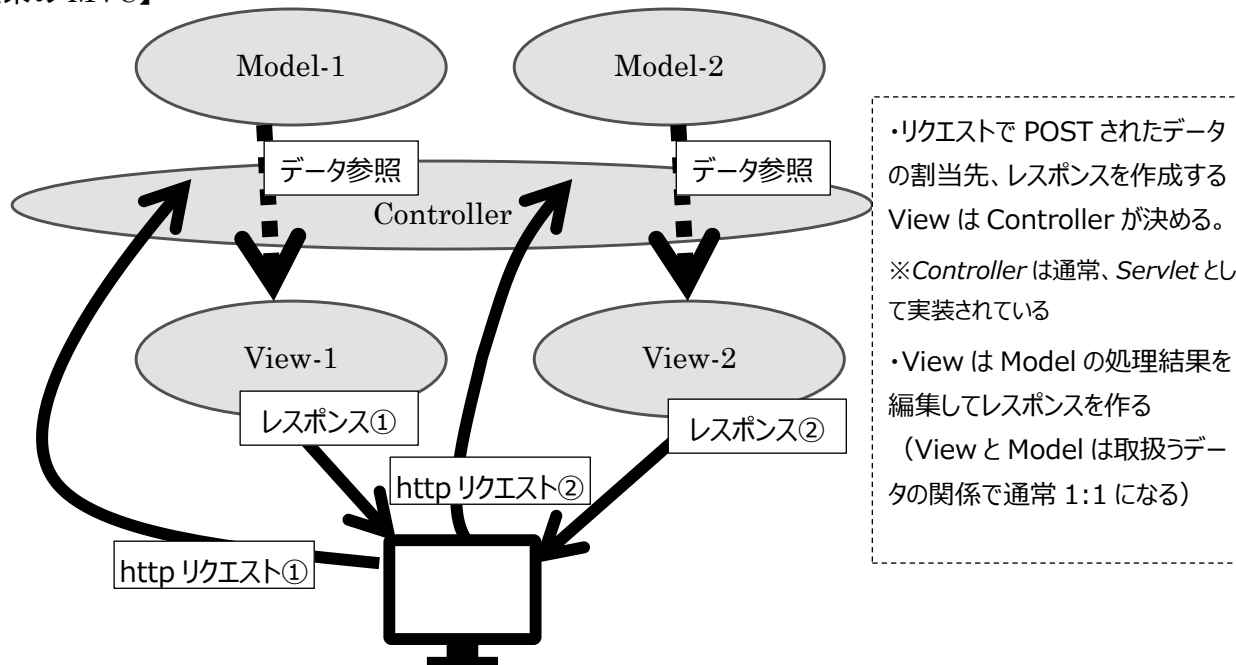 MVC】
Model-1
Model-2
データ参照
データ参照
Controller
View-1
View-2
レスポンス①
レスポンス②
http リクエスト②
http リクエスト①
・リクエストで POST されたデータ
の割当先、レスポンスを作成する
View は Controller が決める。
※Controller は通常、Servlet とし
て実装されている
・View は Model の処理結果を
編集してレスポンスを作る
（View と Model は取扱うデー
タの関係で通常 1:1 になる）